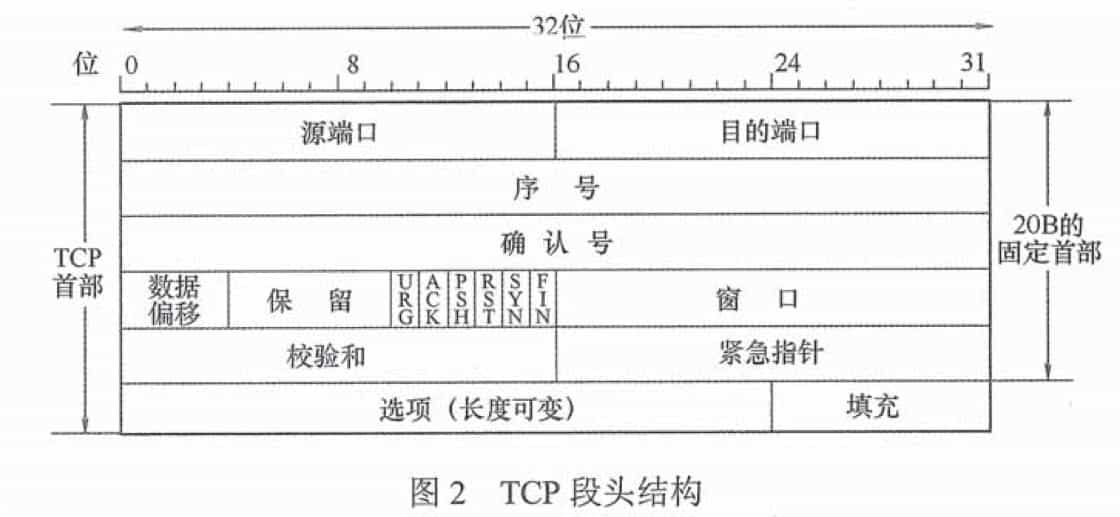 32位
位 0 8 16 24 31
源端口 目的端口
序 号
确 认 号
TCP
首部
20B的
固定首部
数据
偏移
保 留
URG
ACK
PSH
RST
SYN
FIN
窗 口
校验和 紧急指针
选项（长度可变） 填充
图 2 TCP 段头结构